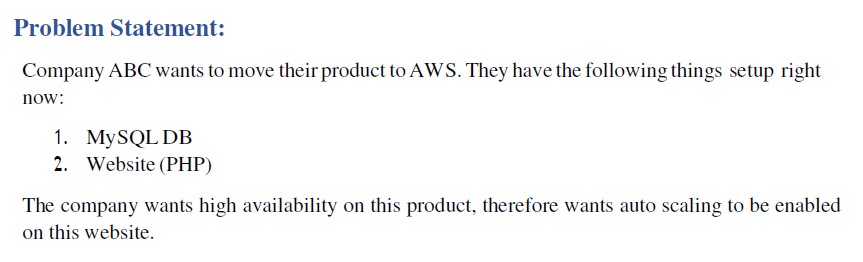 Problem Statement:
Company ABC wants to move their product to AWS. They have the following things setup right
now:
1. MySQL DB
2. Website (PHP)
The company wants high availability on this product, therefore wants auto scaling to be enabled
on this website.